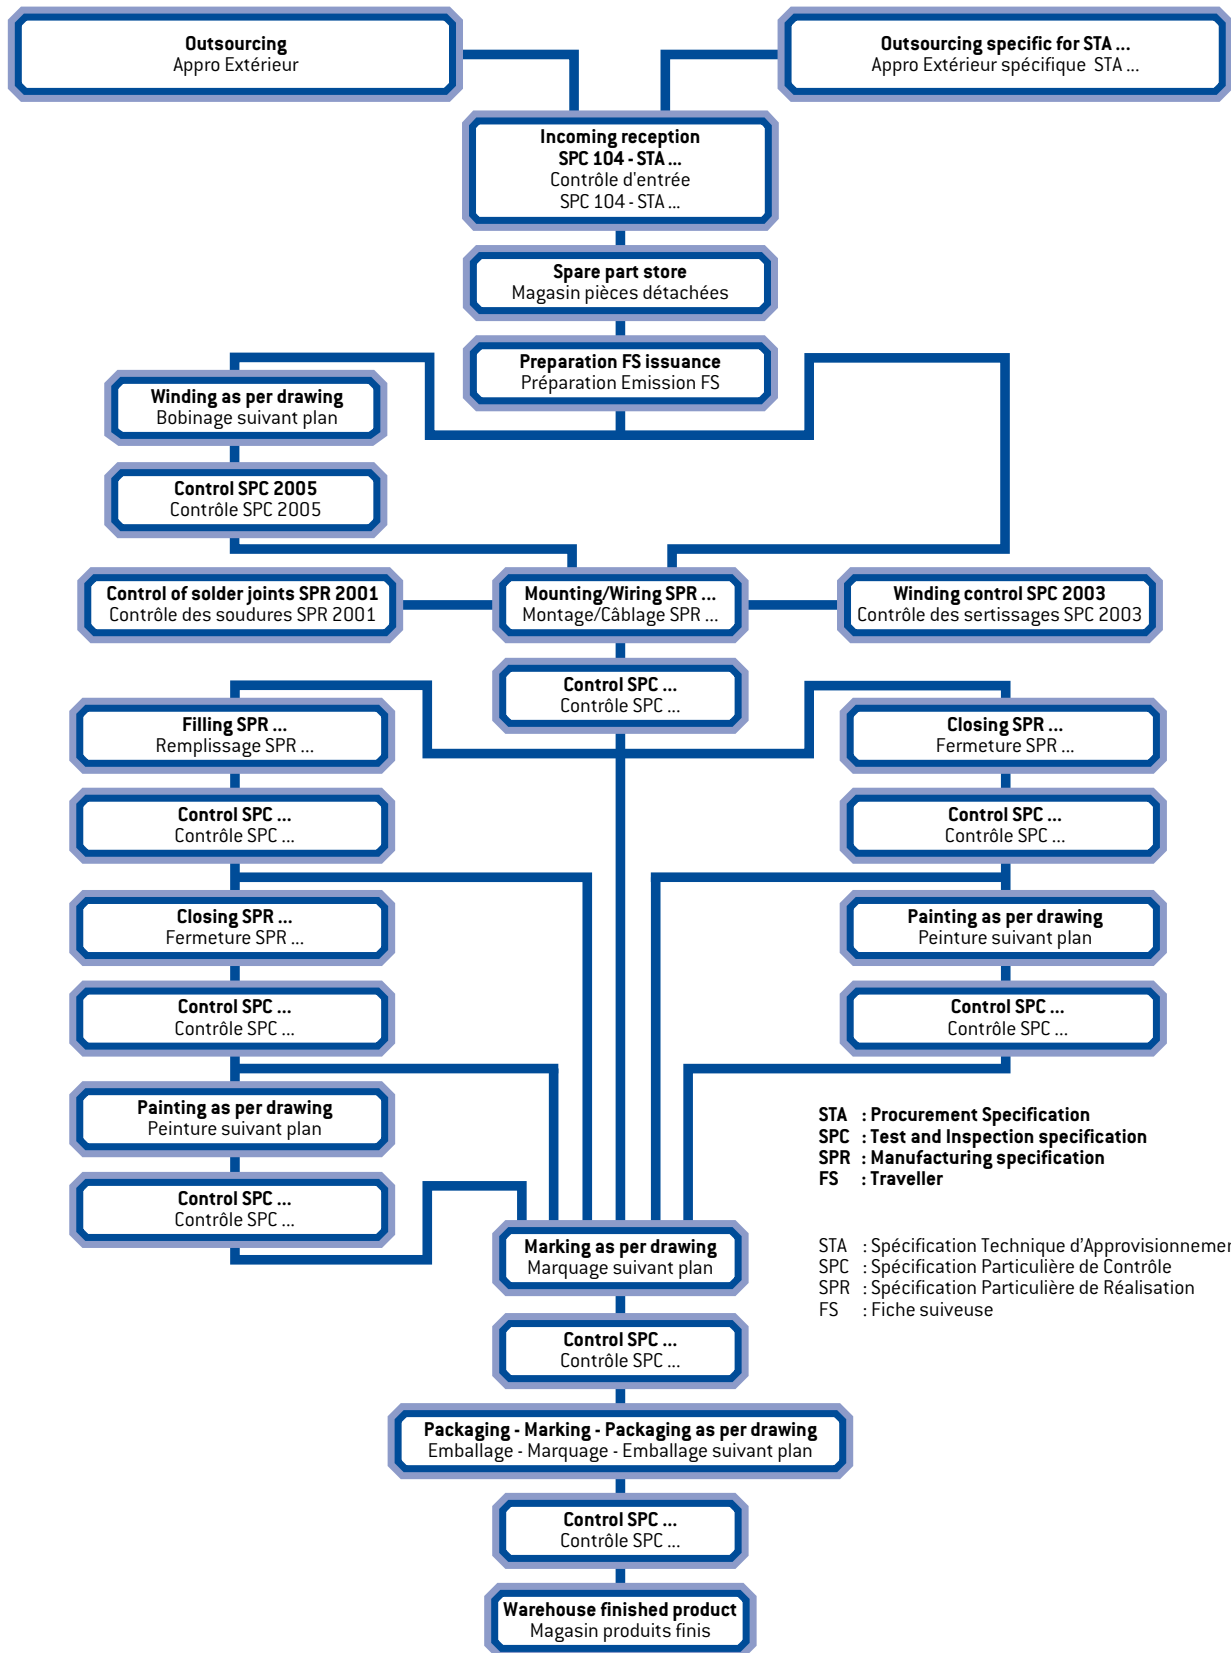 Outsourcing
Appro Extérieur
Outsourcing specific for STA ...
Appro Extérieur spécifique STA ...
Incoming reception
SPC 104 - STA ...
Contrôle d'entrée
SPC 104 - STA ...
Spare part store
Magasin pièces détachées
Preparation FS issuance
Préparation Emission FS
Winding as per drawing
Bobinage suivant plan
Control SPC 2005
Contrôle SPC 2005
Control of solder joints SPR 2001
Contrôle des soudures SPR 2001
Mounting/Wiring SPR ...
Montage/Câblage SPR ...
Winding control SPC 2003
Contrôle des sertissages SPC 2003
Control SPC ...
Contrôle SPC ...
Filling SPR ...
Remplissage SPR ...
Closing SPR ...
Fermeture SPR ...
Control SPC ...
Contrôle SPC ...
Control SPC ...
Contrôle SPC ...
Closing SPR ...
Fermeture SPR ...
Painting as per drawing
Peinture suivant plan
Control SPC ...
Contrôle SPC ...
Control SPC ...
Contrôle SPC ...
Painting as per drawing
Peinture suivant plan
Control SPC ...
Contrôle SPC ...
STA : Procurement Specification
SPC : Test and Inspection specification
SPR : Manufacturing specification
FS : Traveller
STA : Spécification Technique d'Approvisionnemen
SPC : Spécification Particulière de Contrôle
SPR : Spécification Particulière de Réalisation
FS : Fiche suiveuse
Marking as per drawing
Marquage suivant plan
Control SPC ...
Contrôle SPC ...
Packaging - Marking - Packaging as per drawing
Emballage - Marquage - Emballage suivant plan
Control SPC ...
Contrôle SPC ...
Warehouse finished product
Magasin produits finis